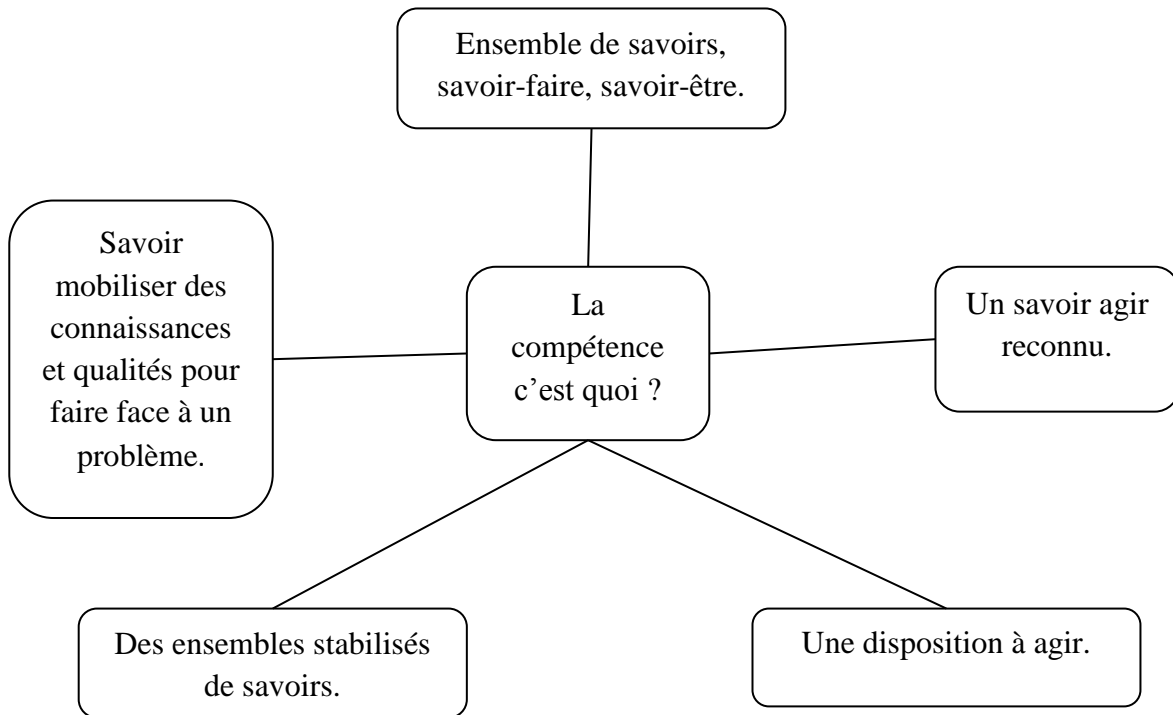 Ensemble de savoirs,
savoir-faire, savoir-être.
Savoir
mobiliser des
connaissances
et qualités pour
faire face à un
problème.
La
compétence
c’est quoi ?
Un savoir agir
reconnu.
Des ensembles stabilisés
de savoirs.
Une disposition à agir.